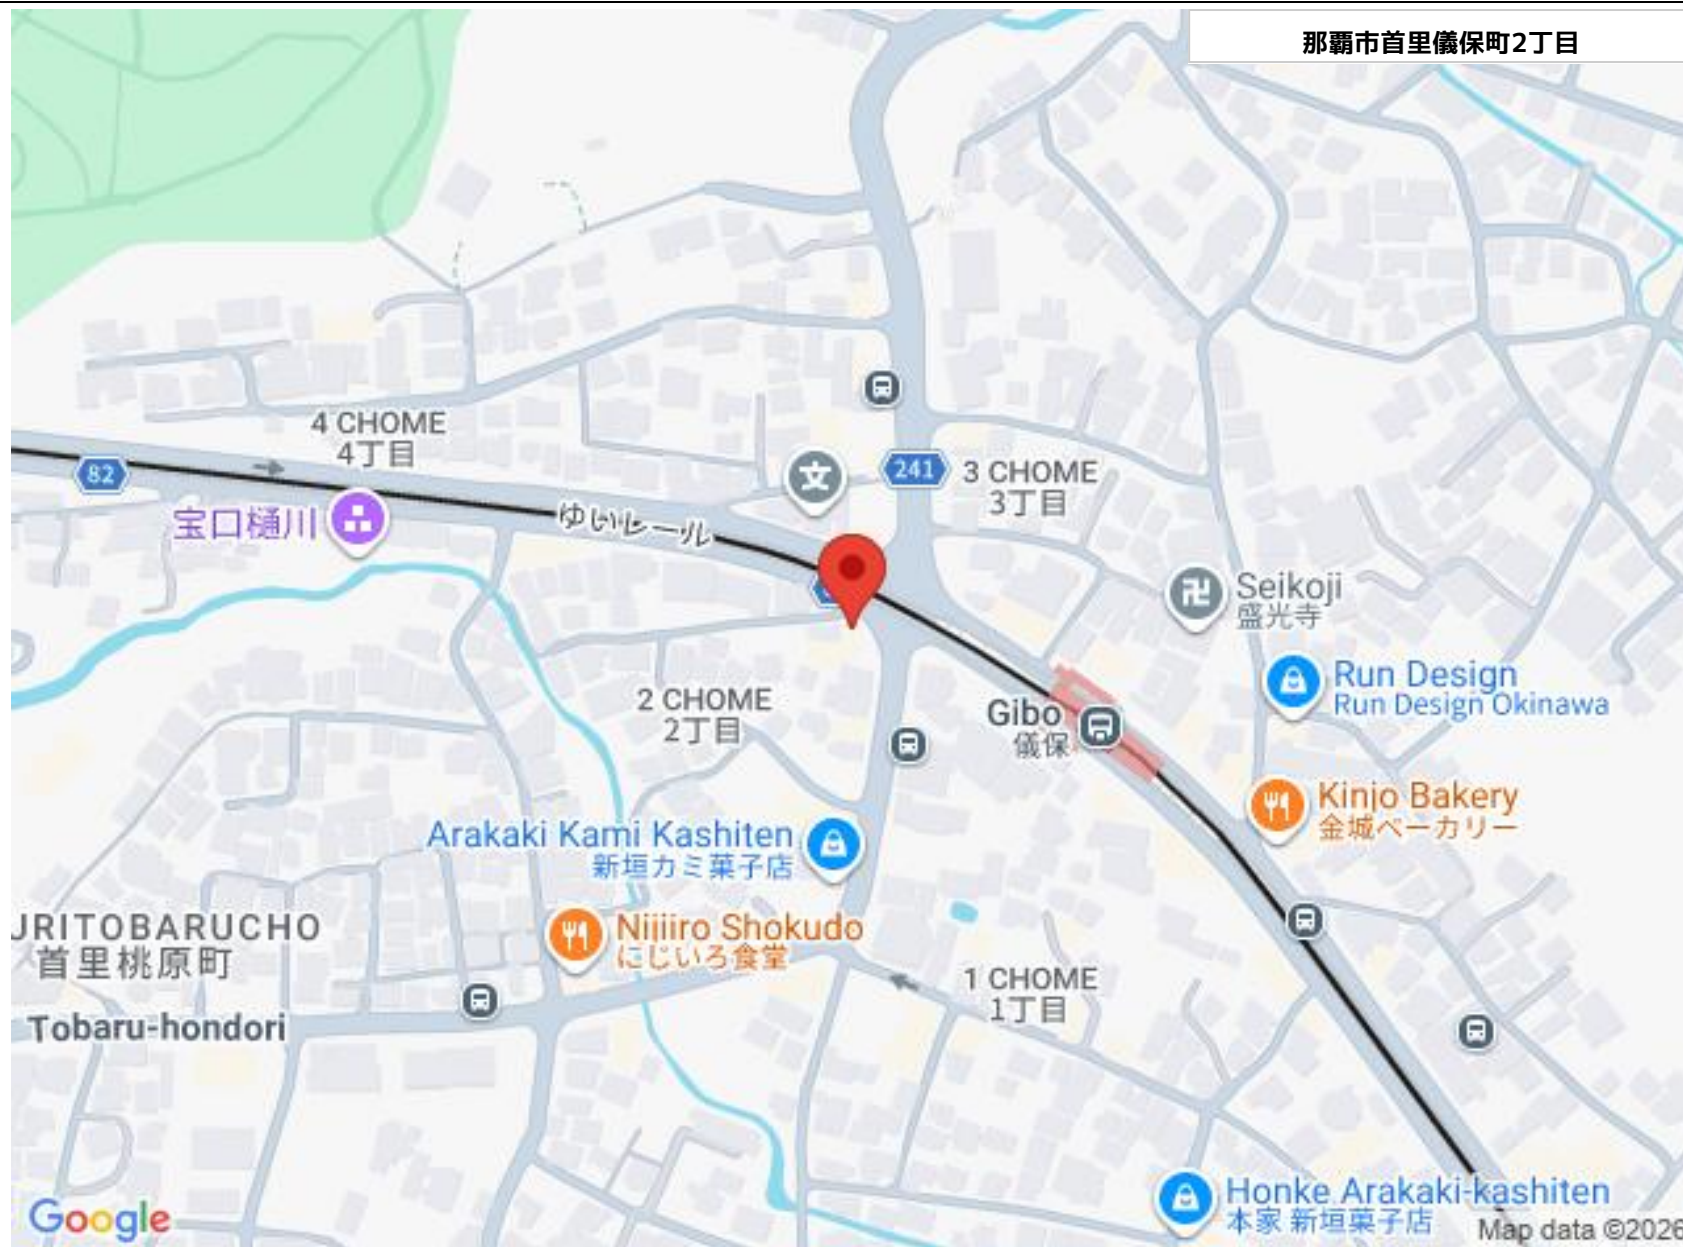 那覇市首里儀保町2丁目
4 CHOME
4丁目
82
241
3 CHOME
3丁目
文
宝口樋川
ゆいレール
卍
Seikoji
盛光寺
Run Design
Run Design Okinawa
2 CHOME
2丁目
Gibo
儀保
Kinjo Bakery
金城ベーカリー
Arakaki Kami Kashiten
新垣カミ菓子店
Nijiiro Shokudo
にじいろ食堂
URITOBARUCHO
首里桃原町
1 CHOME
1丁目
Tobaru-hondori
Honke Arakaki-kashiten
本家 新垣菓子店
Google
Map data ©2026